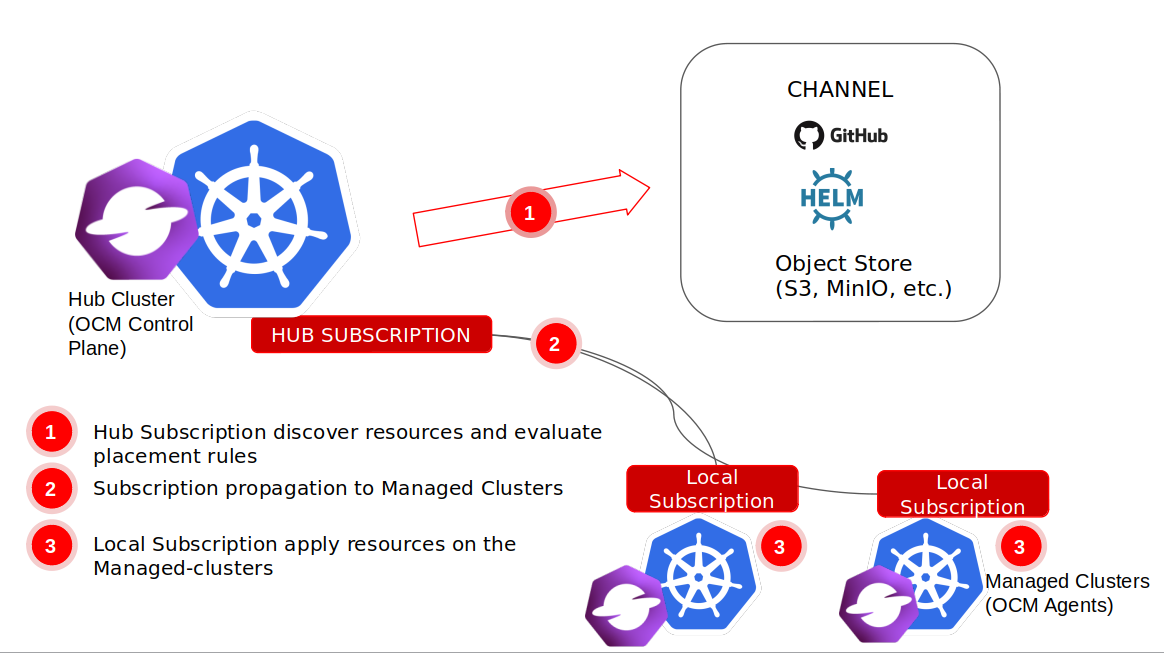 CHANNEL
GitHub
HELM
Object Store
(S3, MinIO, etc.)
1
Hub Cluster
(OCM Control
Plane)
HUB SUBSCRIPTION
2
1
Hub Subscription discover resources and evaluate
placement rules
2
Subscription propagation to Managed Clusters
3
Local Subscription apply resources on the
Managed-clusters
Local
Subscription
3
Local
Subscription
3
Managed Clusters
(OCM Agents)